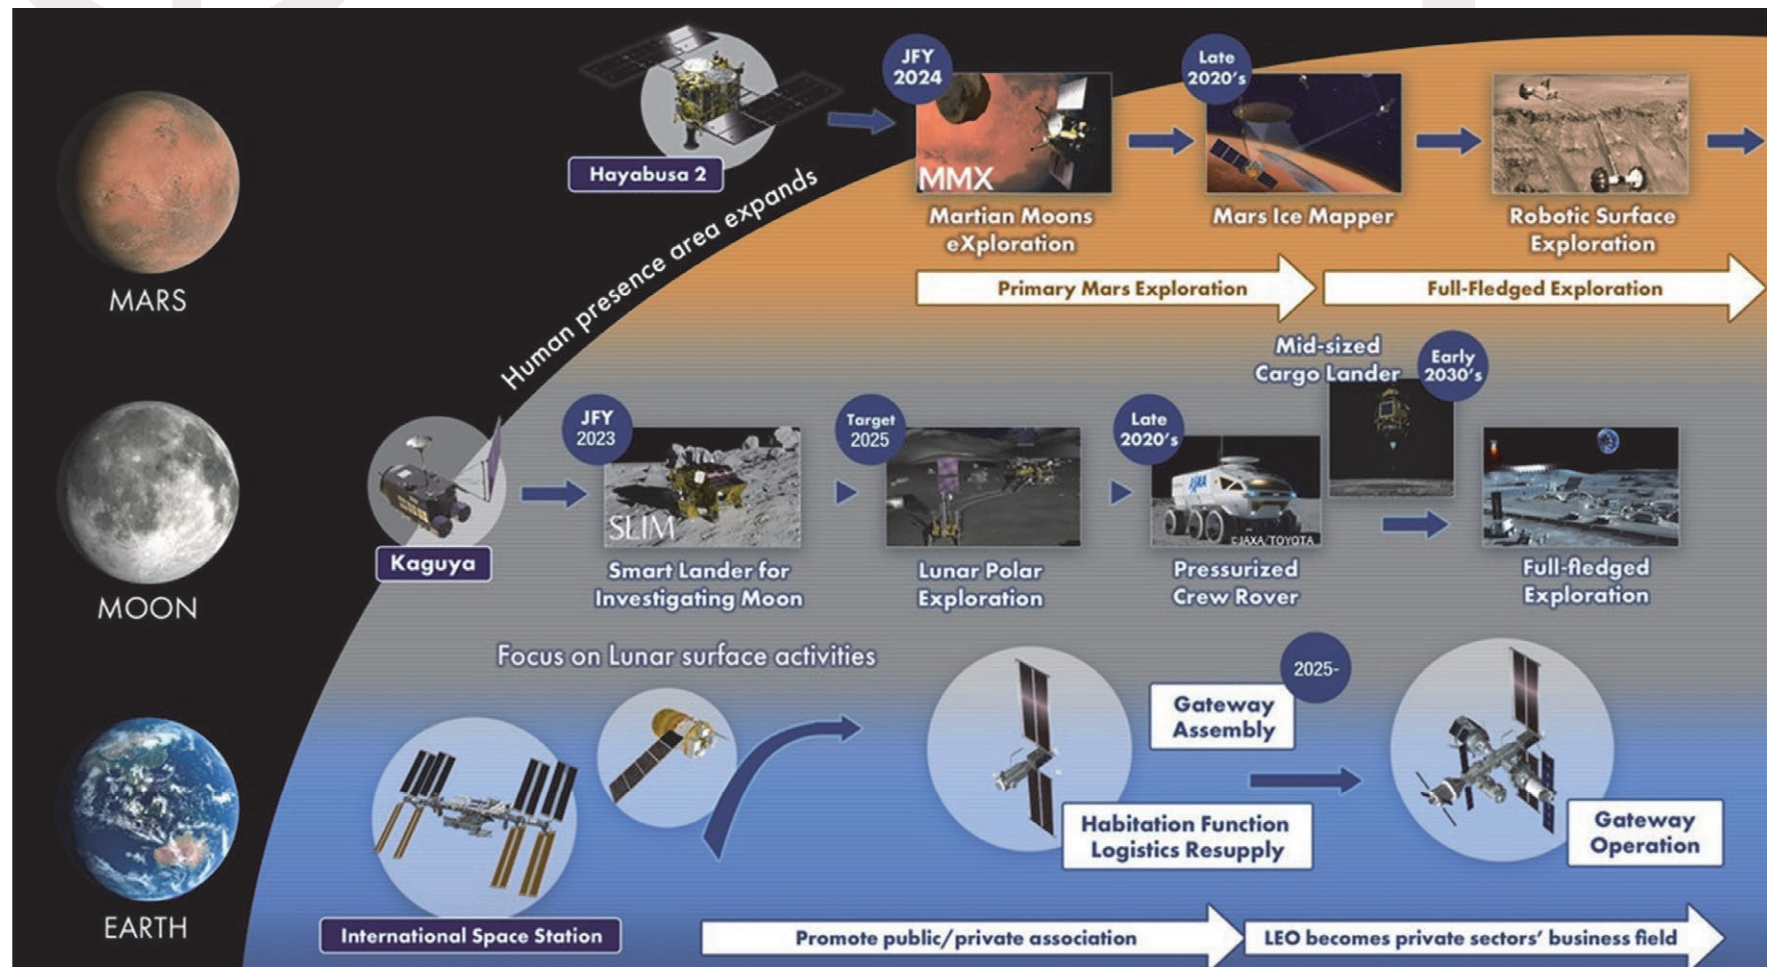 Hayabusa 2
JFY
2024
MMX
Martian Moons
eXploration
Late
2020's
Mars Ice Mapper
Robotic Surface
Exploration
MARS
Human presence area expands
Primary Mars Exploration
Full-Fledged Exploration
Mid-sized
Cargo Lander
Early
2030's
Kaguya
JFY
2023
SLIM
Smart Lander for
Investigating Moon
Target
2025
Lunar Polar
Exploration
Late
2020's
JAXA
©JAXA/TOYOTA
Pressurized
Crew Rover
Full-fledged
Exploration
MOON
Focus on Lunar surface activities
Gateway
Assembly
2025-
Habitation Function
Logistics Resupply
Gateway
Operation
EARTH
International Space Station
Promote public/private association
LEO becomes private sectors' business field